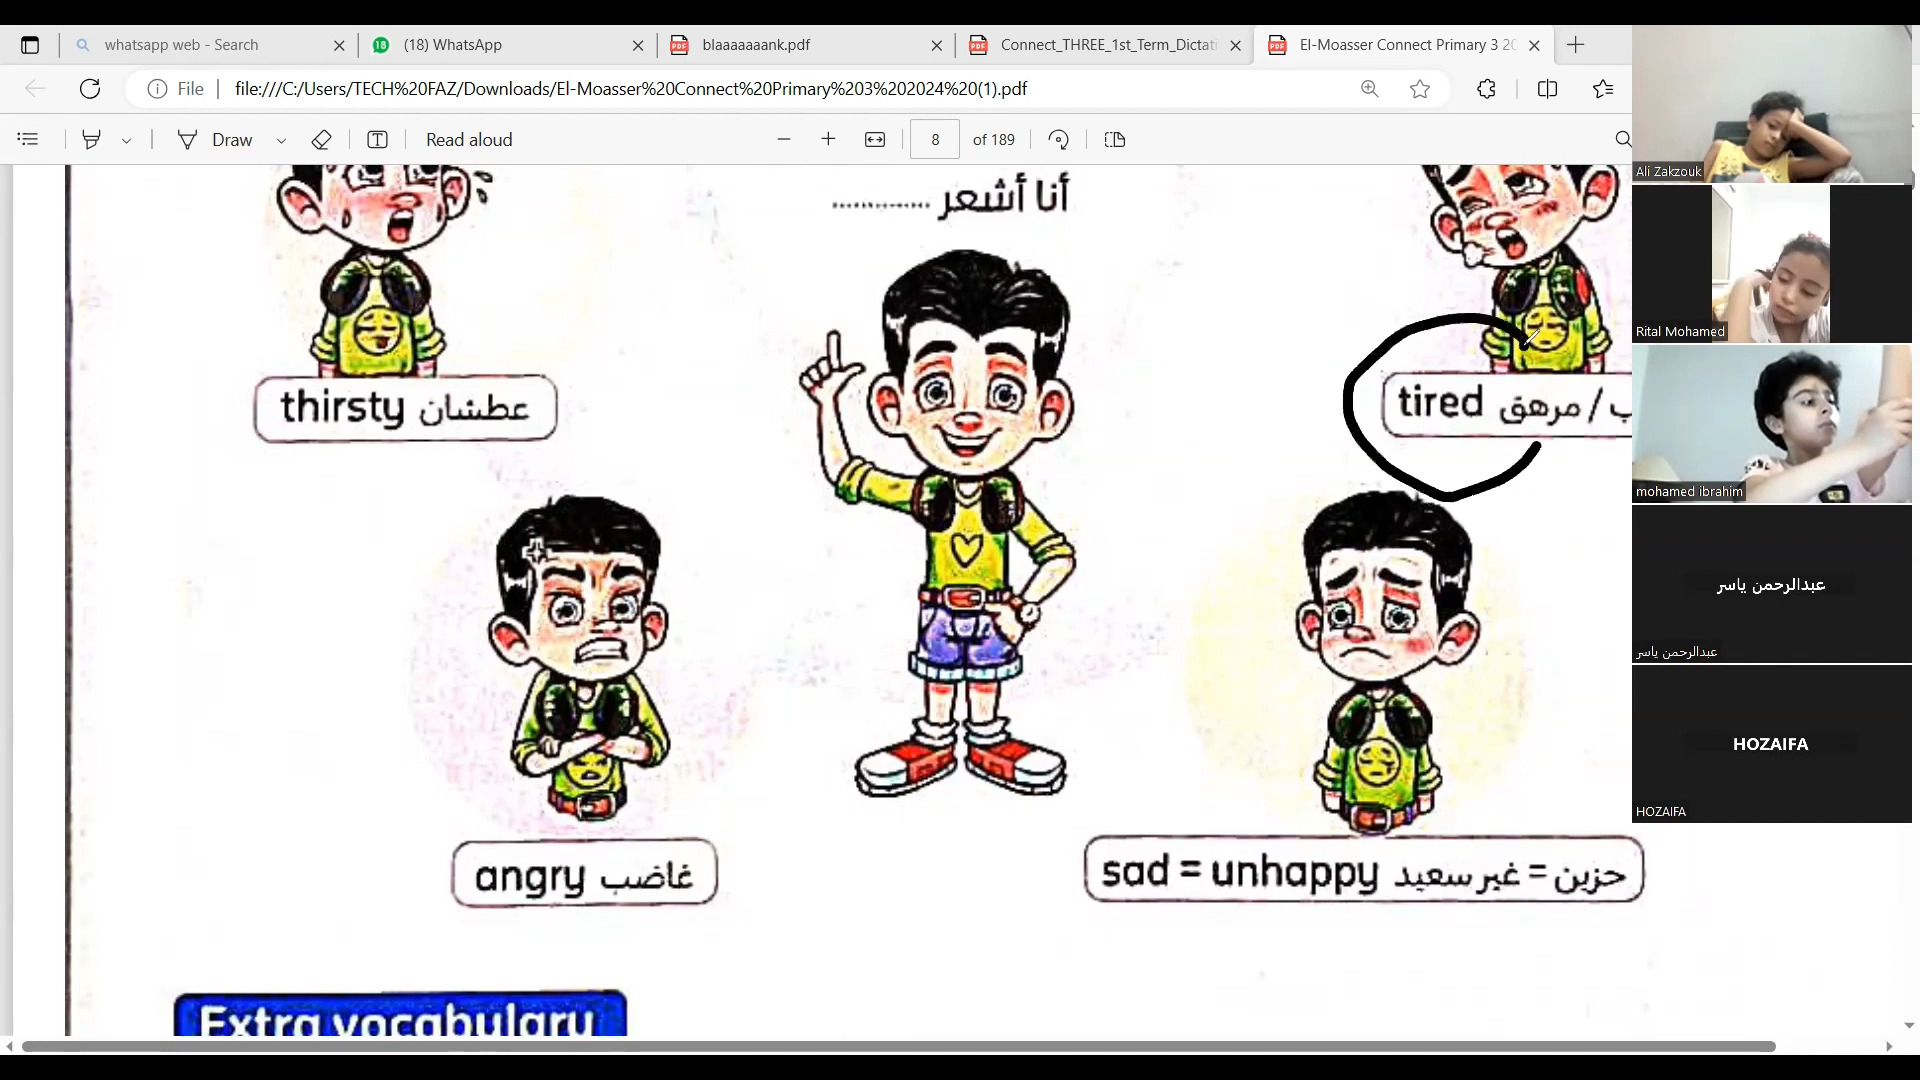 whatsapp web - Search
(18) WhatsApp
blaaaaaaank.pdf
Connect_THREE_1st_Term_Dictati
El-Moasser Connect Primary 3 20
File
file:///C:/Users/TECH%20FAZ/Downloads/El-Moasser%20Connect%20Primary%203%202024%20(1).pdf
Draw
Read aloud
8 of 189
أنا أشعر ............
thirsty عطشان
tired ب / مرهق
angry غاضب
sad = unhappy حزين = غير سعيد
Extra vocabulary
Ali Zakzouk
Rital Mohamed
mohamed ibrahim
عبدالرحمن ياسر
عبدالرحمن ياسر
HOZAIFA
HOZAIFA